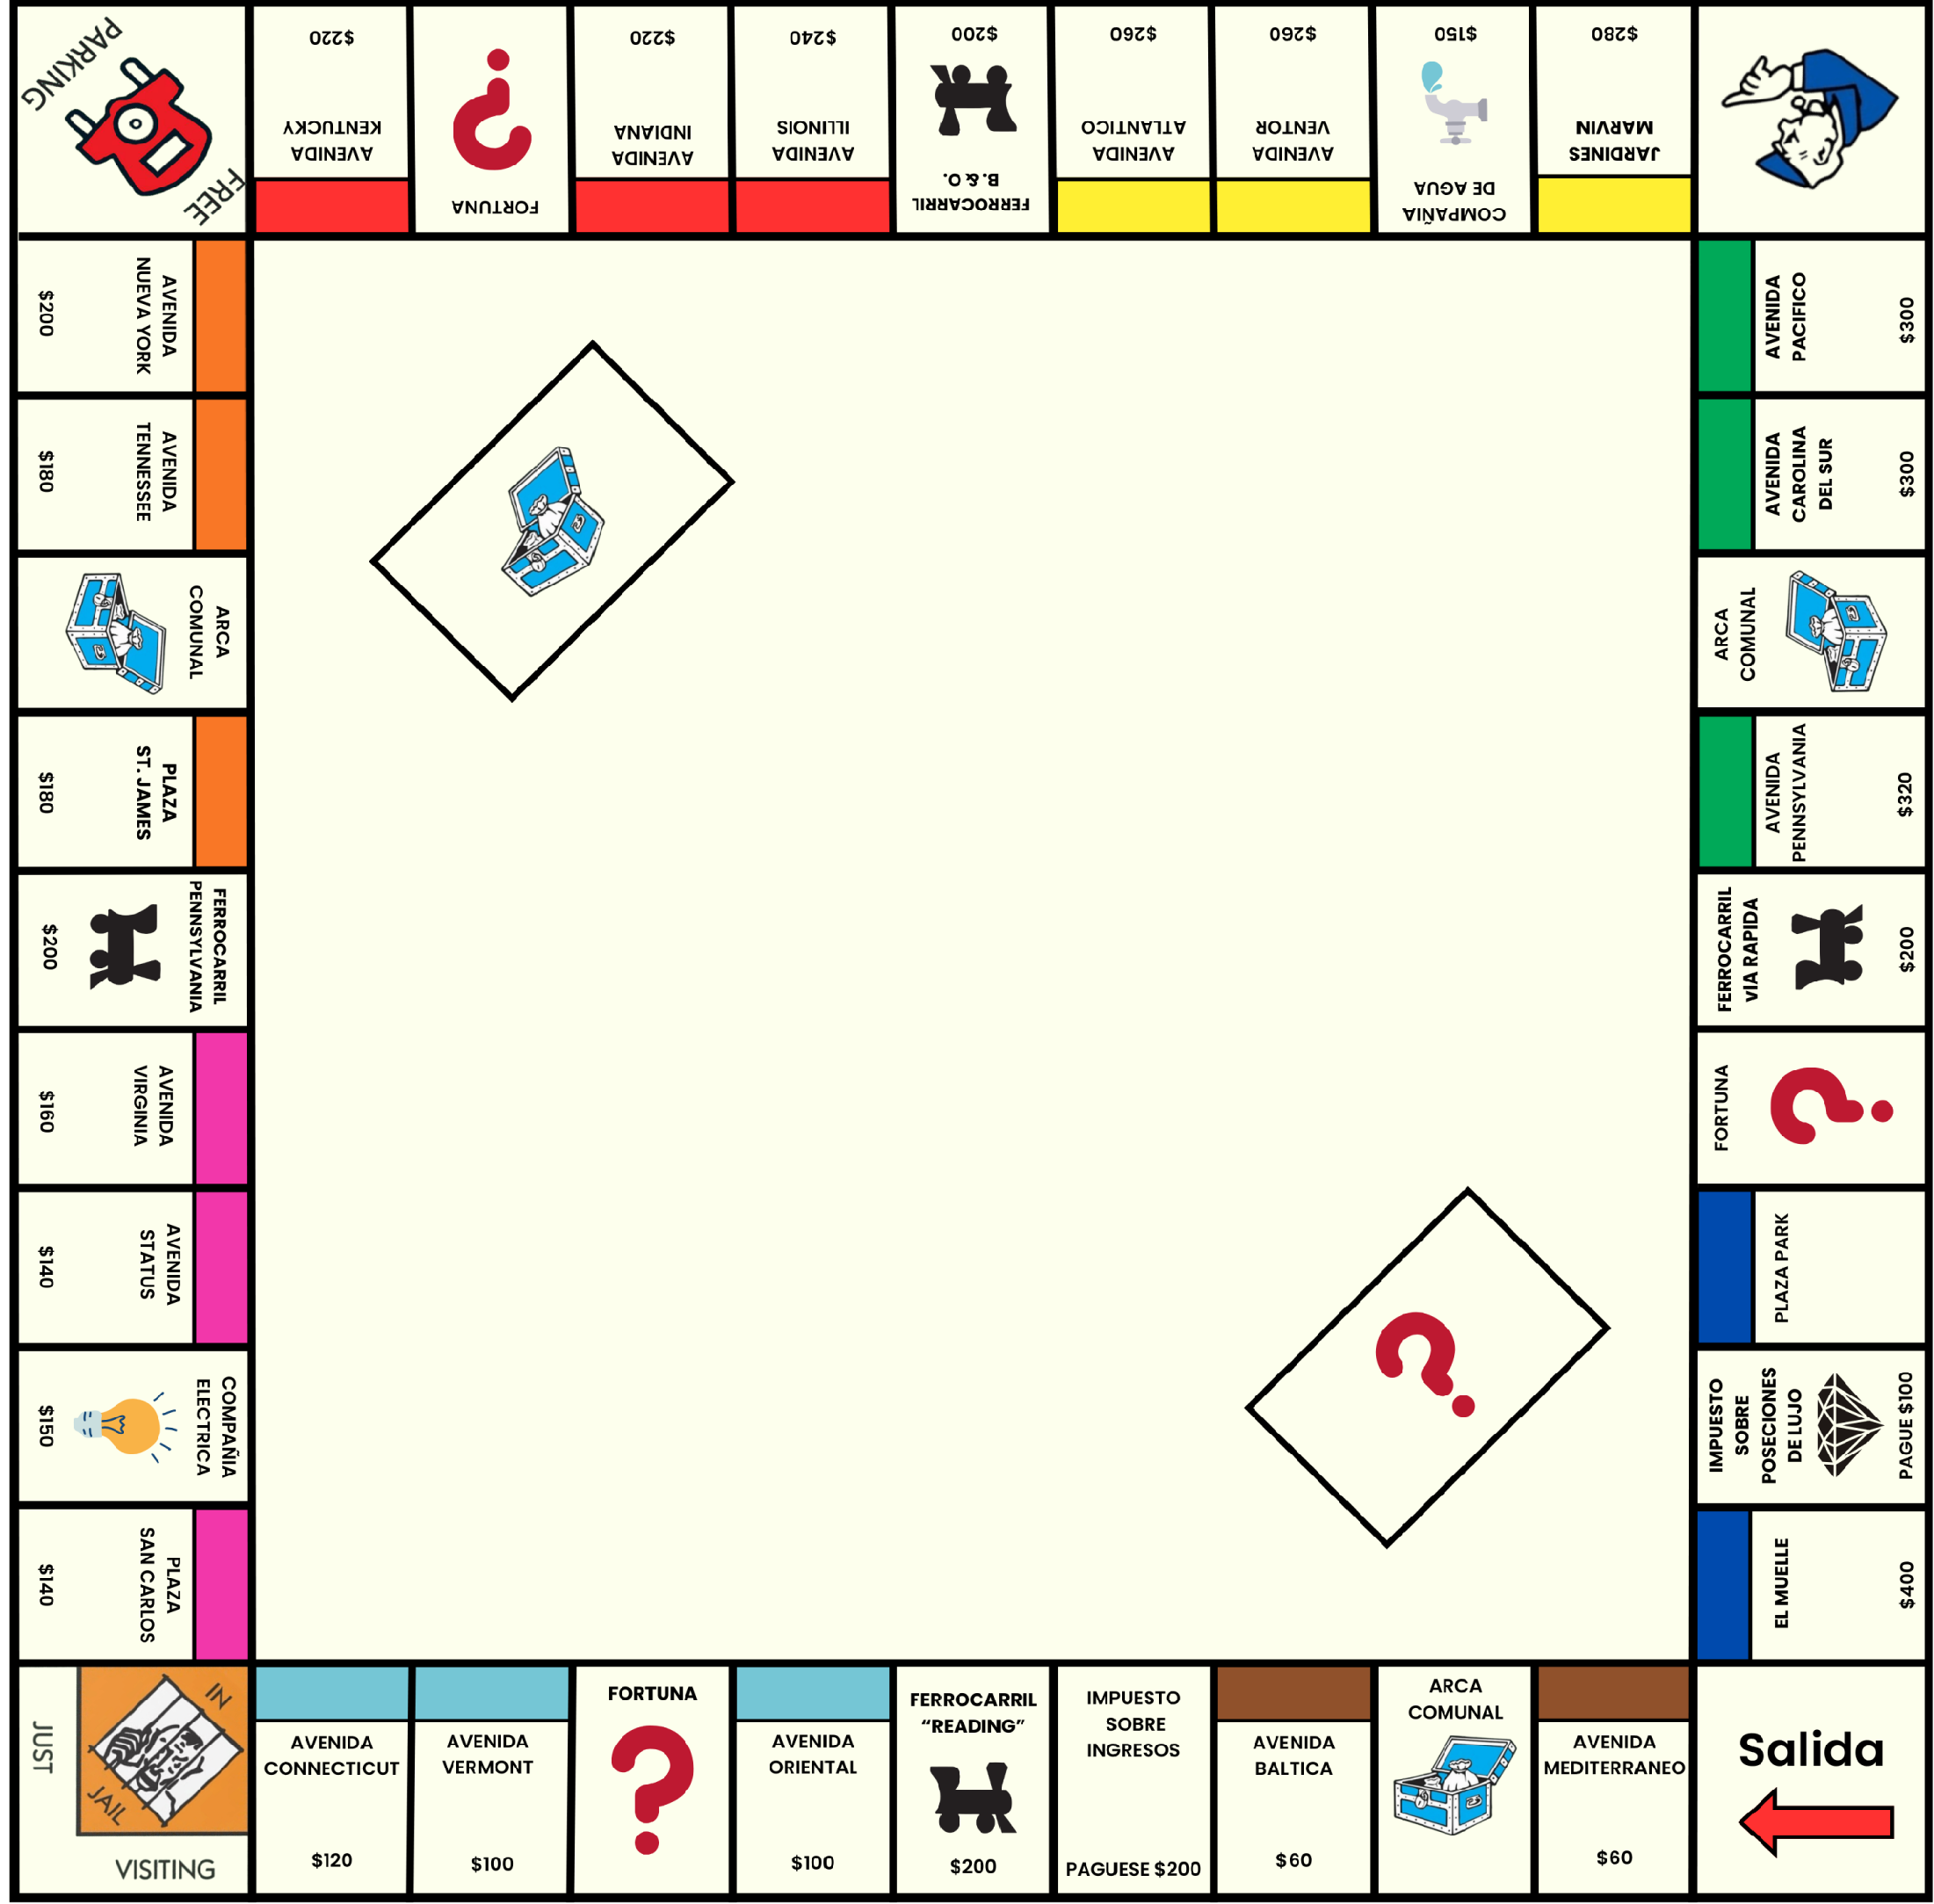 Salida
AVENIDA
MEDITERRANEO
$60
ARCA
COMUNAL
AVENIDA
BALTICA
$60
IMPUESTO
SOBRE
INGRESOS
PAGUESE $200
FERROCARRIL
“READING”
$200
AVENIDA
ORIENTAL
$100
FORTUNA
AVENIDA
VERMONT
$100
AVENIDA
CONNECTICUT
$120
IN
JAIL
JUST
VISITING
PLAZA
SAN CARLOS
$140
COMPAÑIA
ELECTRICA
$150
AVENIDA
STATUS
$140
AVENIDA
VIRGINIA
$160
FERROCARRIL
PENNSYLVANIA
$200
PLAZA
ST. JAMES
$180
ARCA
COMUNAL
AVENIDA
TENNESSEE
$180
AVENIDA
NUEVA YORK
$200
FREE
PARKING
AVENIDA
KENTUCKY
$220
FORTUNA
AVENIDA
INDIANA
$220
AVENIDA
ILLINOIS
$240
FERROCARRIL
B. & O.
$200
AVENIDA
ATLANTICO
$260
AVENIDA
VENTOR
$260
COMPAÑIA
DE AGUA
$150
JARDINES
MARVIN
$280
AVENIDA
PACIFICO
$300
AVENIDA
CAROLINA
DEL SUR
$300
ARCA
COMUNAL
AVENIDA
PENNSYLVANIA
$320
FERROCARRIL
VÍA RAPIDA
$200
FORTUNA
PLAZA PARK
IMPUESTO
SOBRE
POSECIONES
DE LUJO
PAGUE $100
EL MUELLE
$400